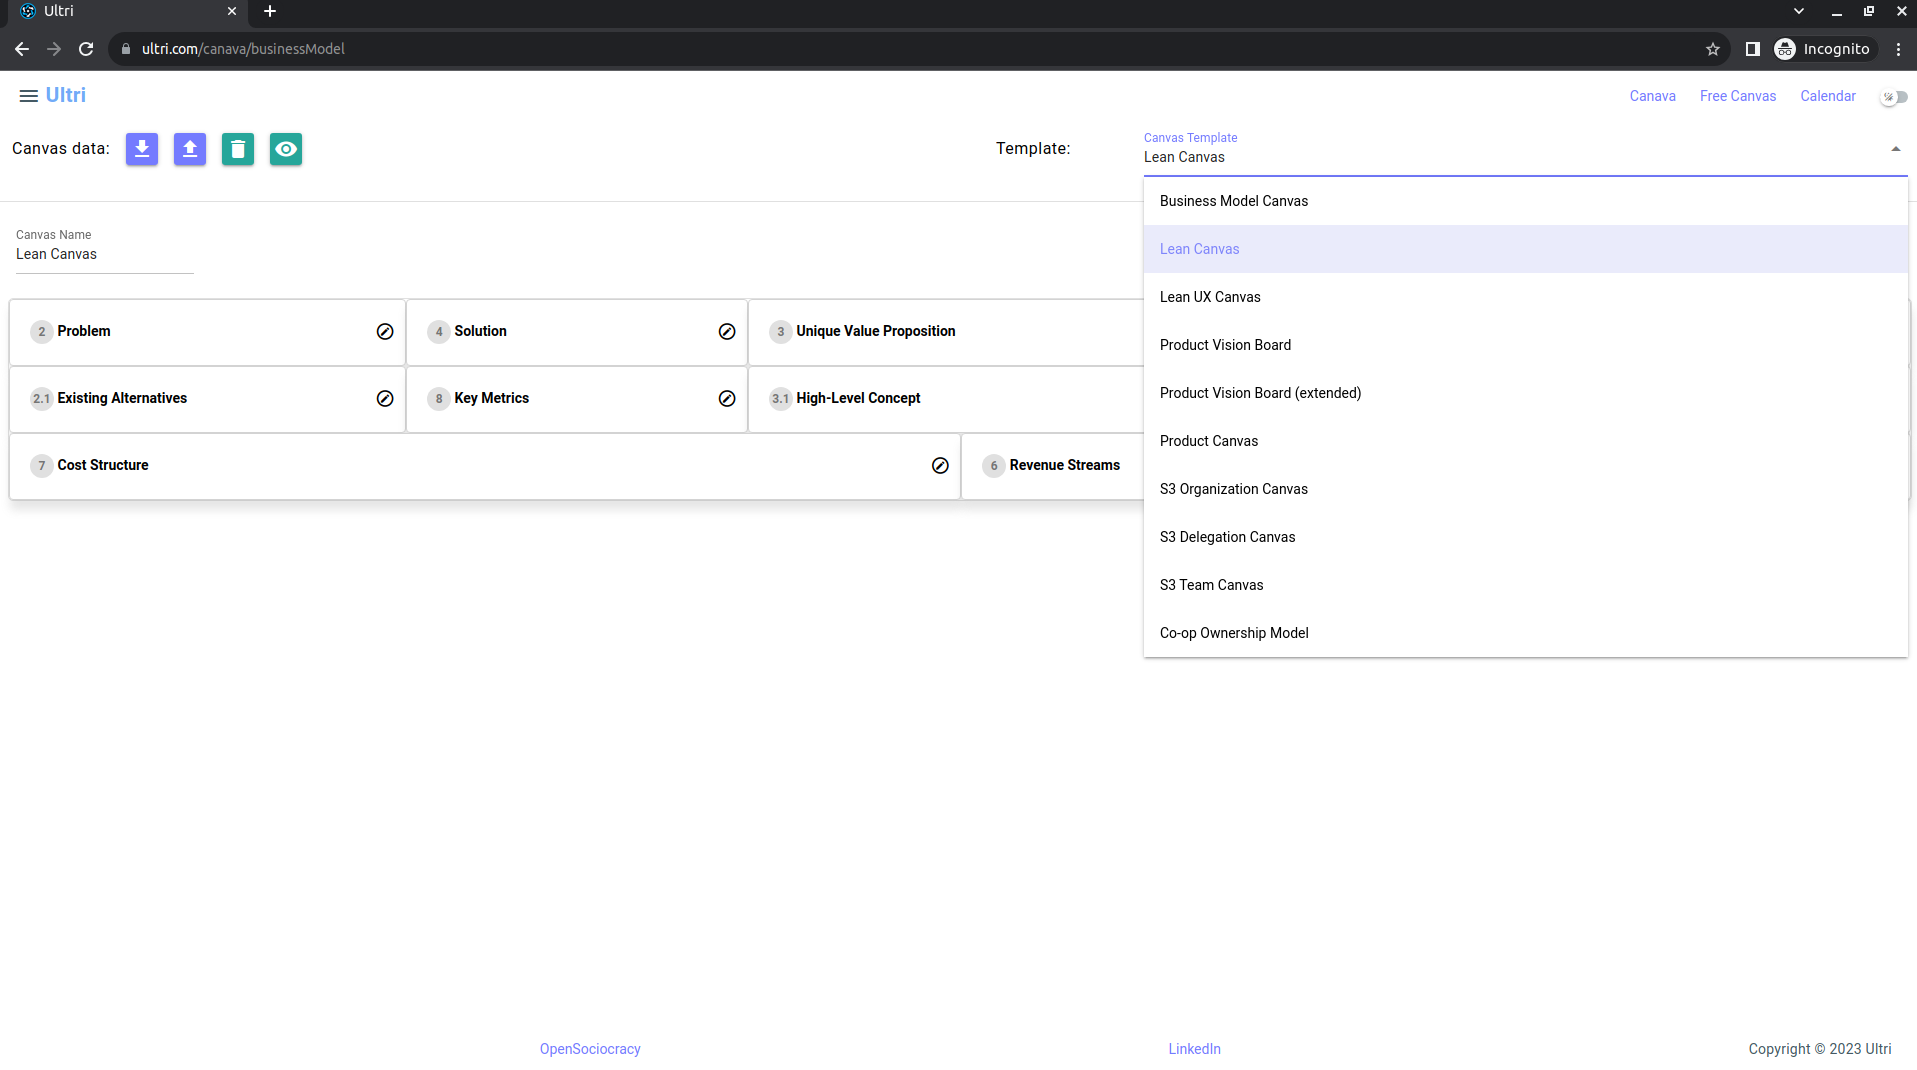 Ultri
ultri.com/canava/businessModel
Incognito
Ultri
Canava
Free Canvas
Calendar
Canvas data:
Template:
Canvas Template
Lean Canvas
Business Model Canvas
Lean Canvas
Lean UX Canvas
Product Vision Board
Product Vision Board (extended)
Product Canvas
S3 Organization Canvas
S3 Delegation Canvas
S3 Team Canvas
Co-op Ownership Model
Canvas Name
Lean Canvas
2 Problem
4 Solution
3 Unique Value Proposition
2.1 Existing Alternatives
8 Key Metrics
3.1 High-Level Concept
7 Cost Structure
6 Revenue Streams
OpenSociocracy
LinkedIn
Copyright © 2023 Ultri